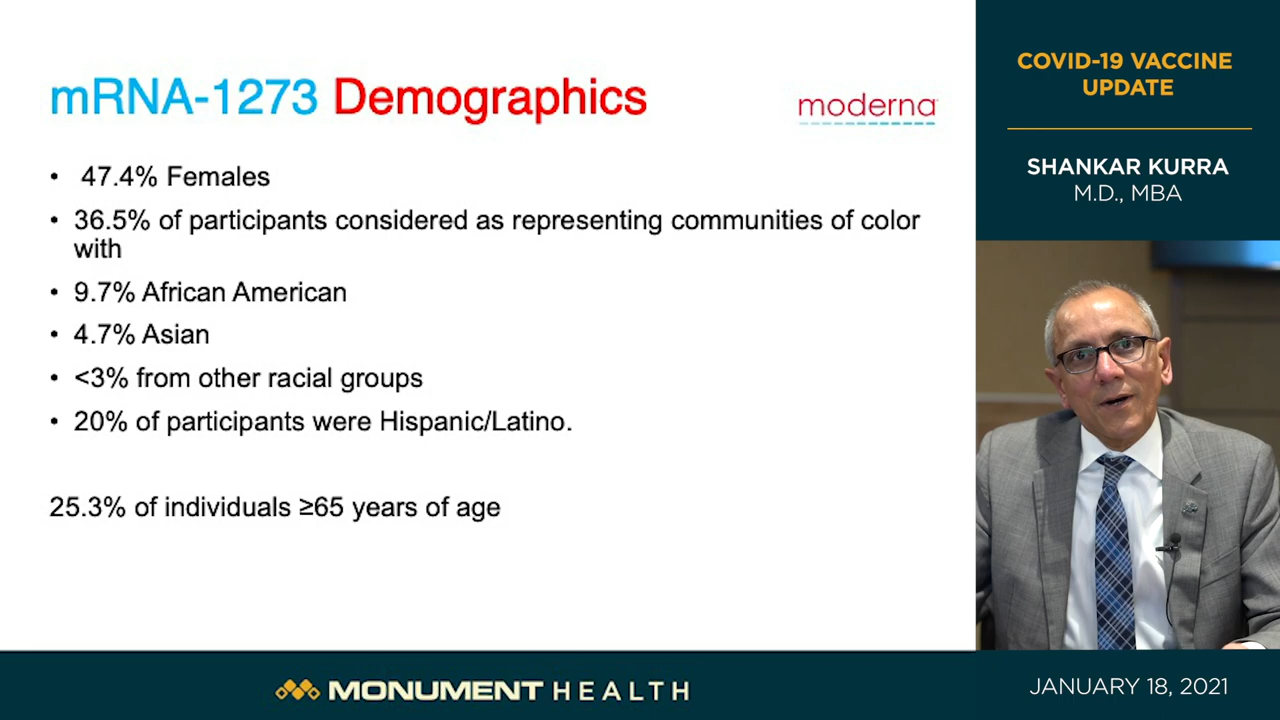 mRNA-1273 Demographics
moderna
• 47.4% Females
• 36.5% of participants considered as representing communities of color
with
• 9.7% African American
• 4.7% Asian
• <3% from other racial groups
• 20% of participants were Hispanic/Latino.
25.3% of individuals ≥65 years of age
COVID-19 VACCINE
UPDATE
SHANKAR KURRA
M.D., MBA
MONUMENT HEALTH
JANUARY 18, 2021